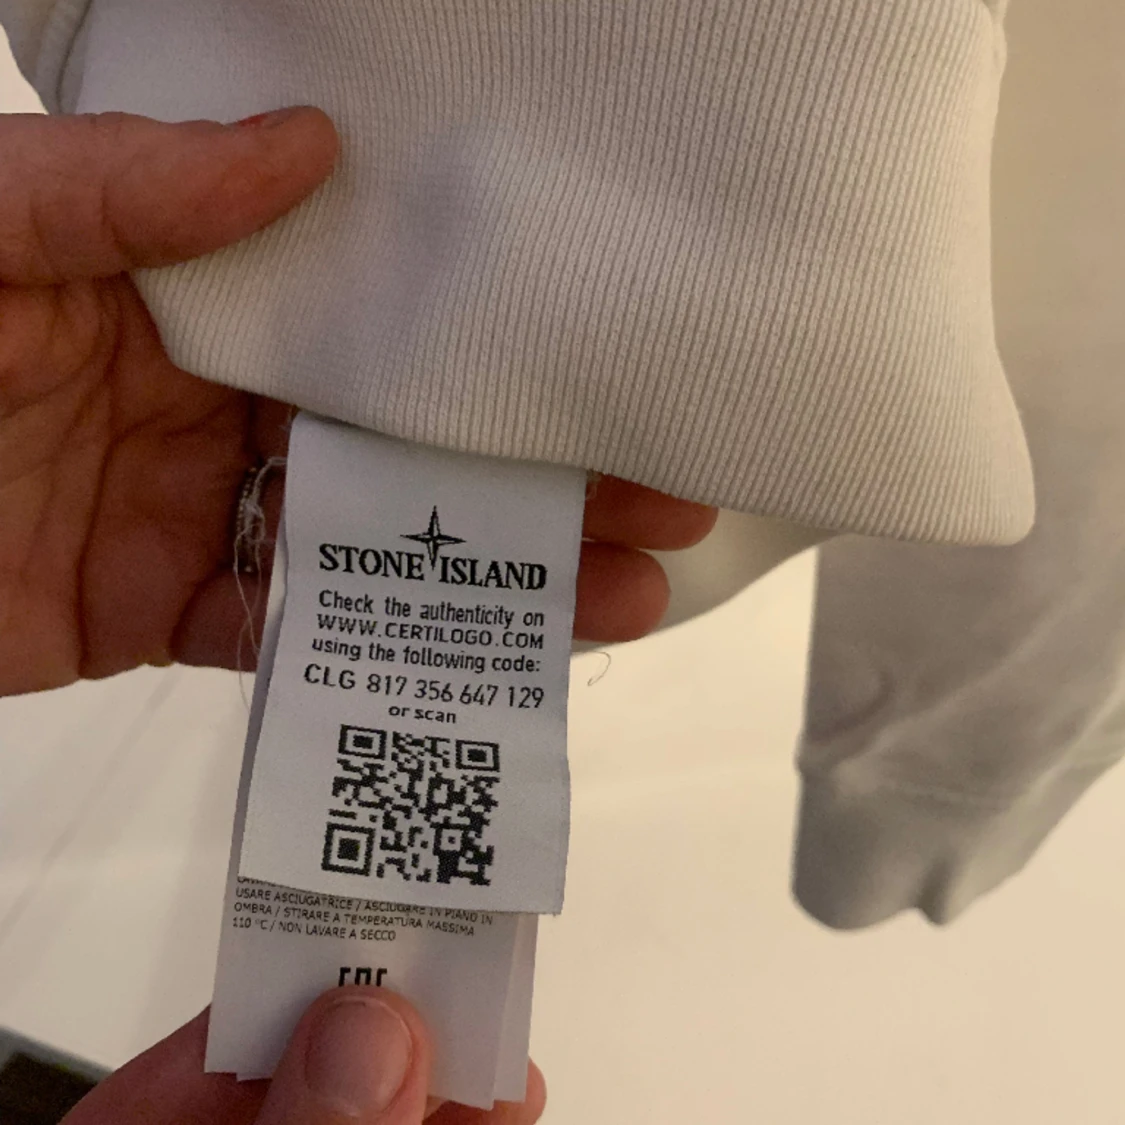 STONE ISLAND
Check the authenticity on
WWW.CERTILOGO.COM
using the following code:
CLG 817 356 647 129
or scan
USARE ASCIUGATRICE / ASCIUGARE IN PIANO IN
OMBRA / STIRARE A TEMPERATURA MASSIMA
110 °C / NON LAVARE A SECCO